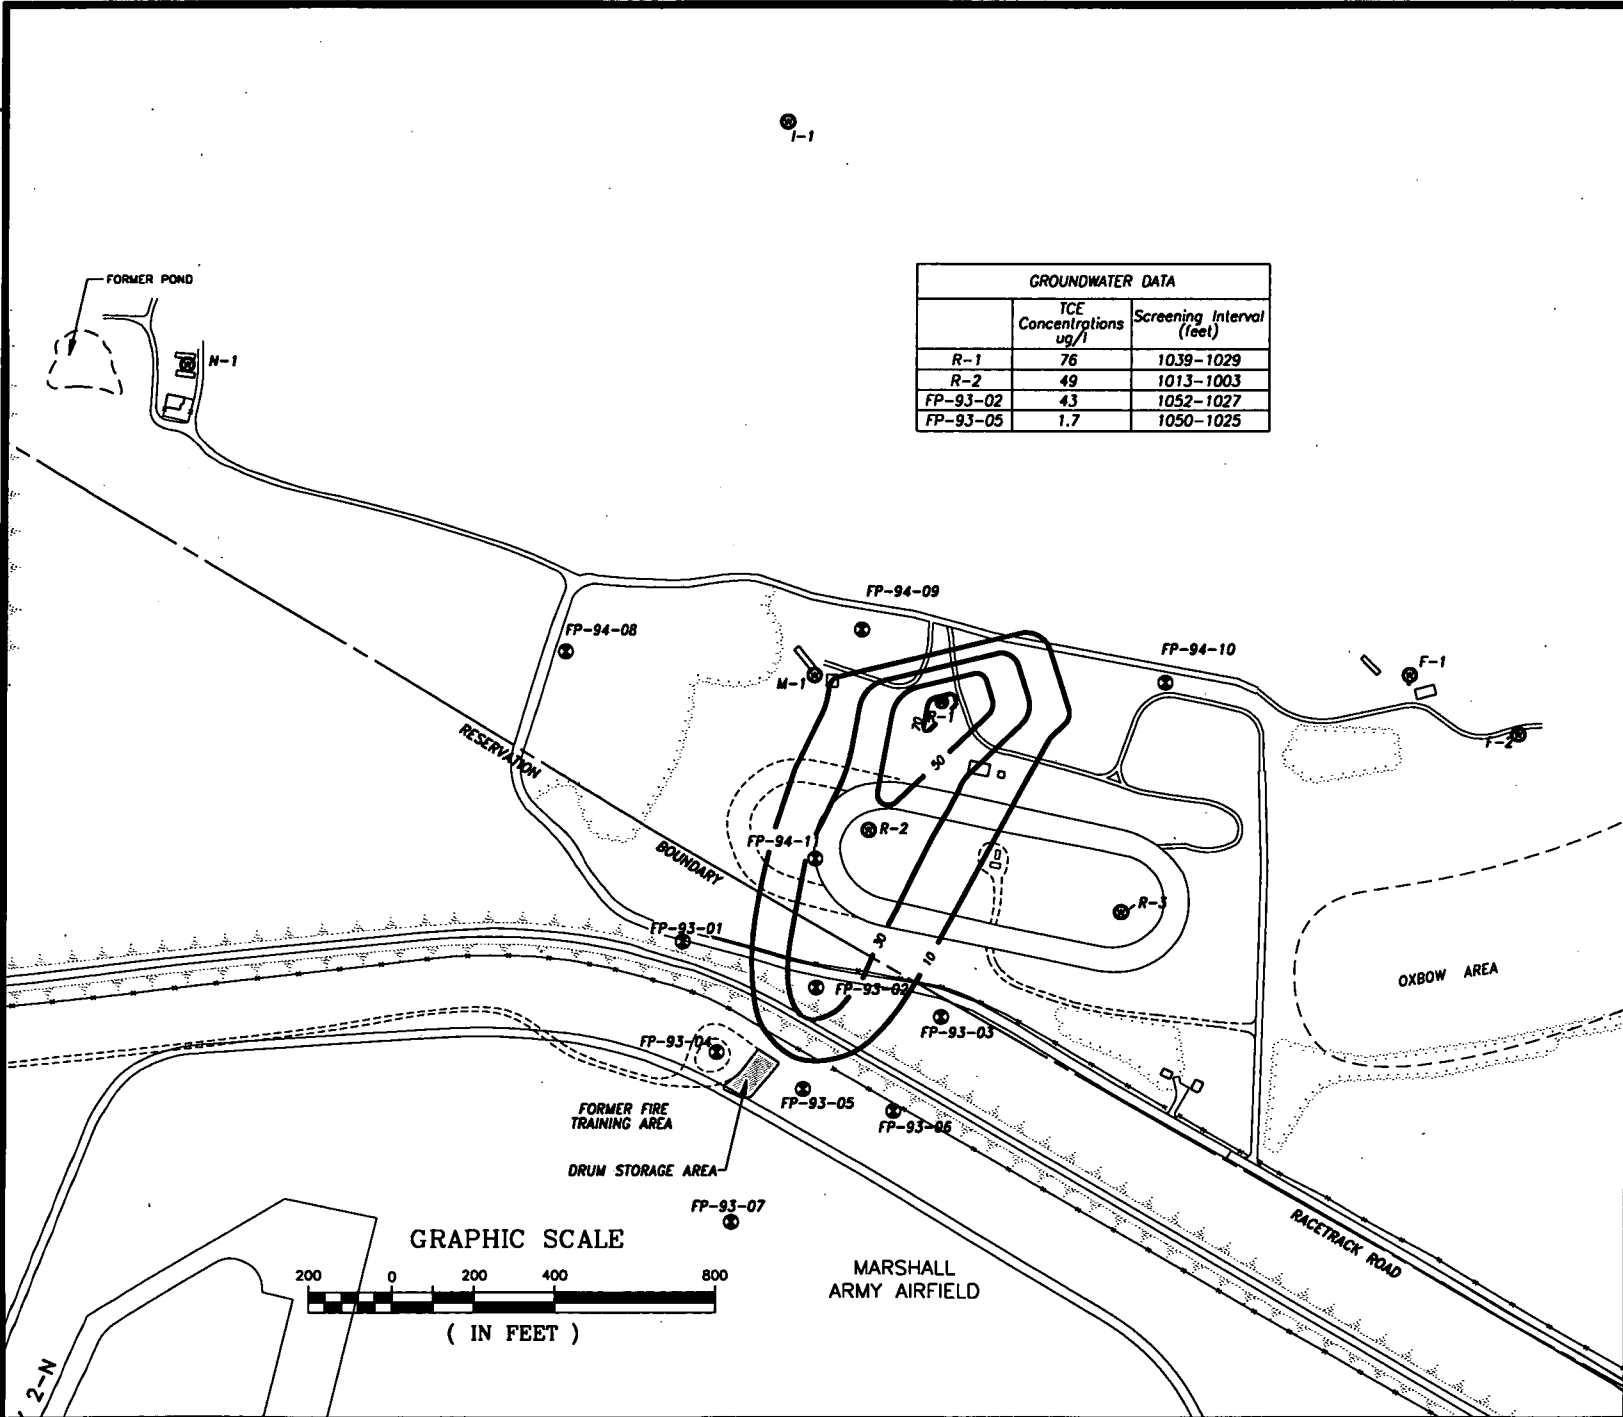 I-1
FORMER POND
N-1
GROUNDWATER DATA
TCE Concentrations ug/l
Screening Interval (feet)
R-1 76 1039-1029
R-2 49 1013-1003
FP-93-02 43 1052-1027
FP-93-05 1.7 1050-1025
FP-94-09
FP-94-08
FP-94-10
F-1
M-1
70
F-2
RESERVATION
50
R-2
FP-94-1
BOUNDARY
R-3
FP-93-01
30
10
OXBOW AREA
FP-93-02
FP-93-03
FP-93-04
FP-93-05
FORMER FIRE
TRAINING AREA
FP-93-06
DRUM STORAGE AREA
FP-93-07
RACETRACK ROAD
GRAPHIC SCALE
200 0 200 400 800
( IN FEET )
MARSHALL
ARMY AIRFIELD
2-N